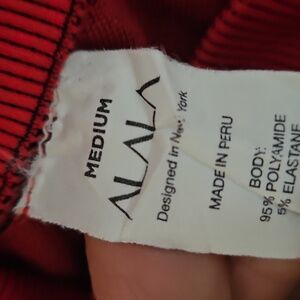 MEDIUM
ALALA
Designed in New York
MADE IN PERU
BODY:
95% POLYAMIDE
5% ELASTANE